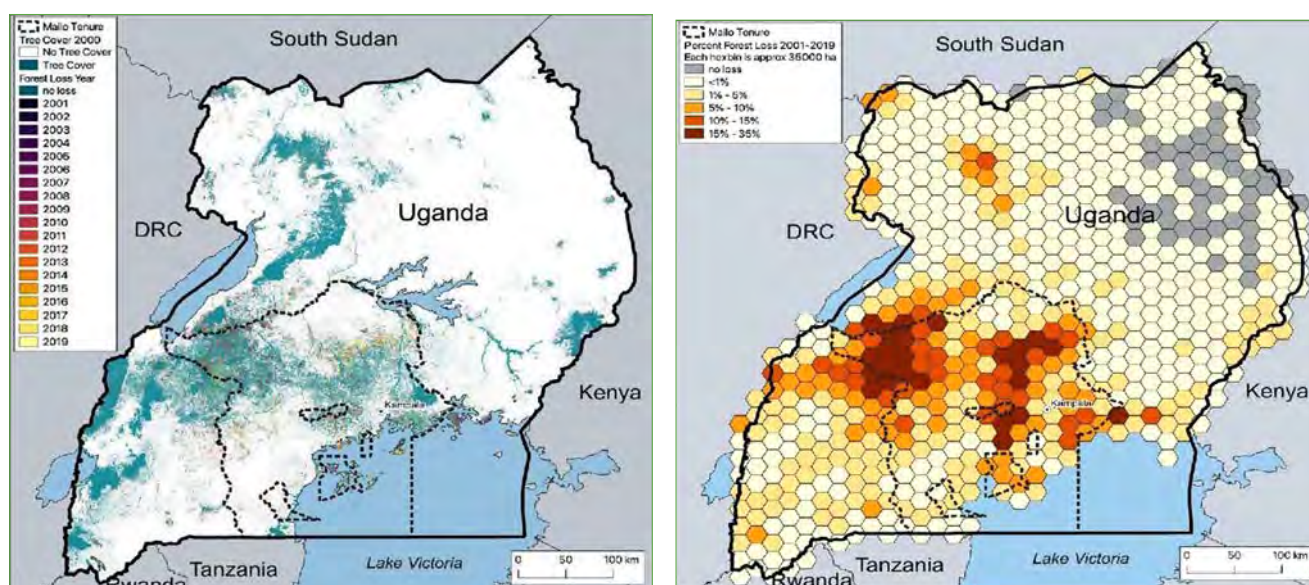 Mailo Tenure
Tree Cover 2000
No Tree Cover
Tree Cover
Forest Loss Year
no loss
2001
2002
2003
2004
2005
2006
2007
2008
2009
2010
2011
2012
2013
2014
2015
2016
2017
2018
2019
South Sudan
DRC
Uganda
Kenya
Kampala
Rwanda
Tanzania
Lake Victoria
0 50 100 km
Mailo Tenure
Percent Forest Loss 2001-2019
Each hexbin is approx 35000 ha
no loss
<1%
1% - 5%
5% - 10%
10% - 15%
15% - 35%
South Sudan
DRC
Uganda
Kenya
Kampala
Rwanda
Tanzania
Lake Victoria
0 50 100 km